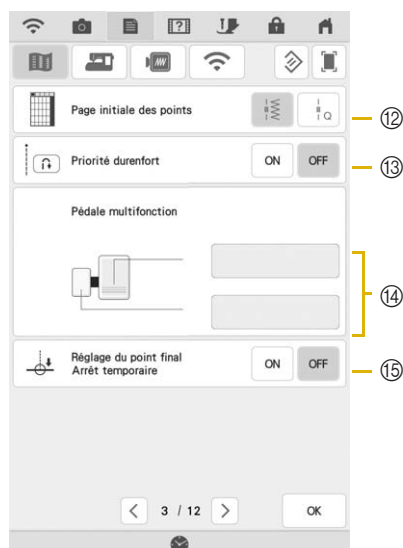 Page initiale des points
Q
⑫
Priorité durenfort
ON OFF
⑬
Pédale multifonction
⑭
Réglage du point final
Arrêt temporaire
ON OFF
⑮
3 / 12
OK